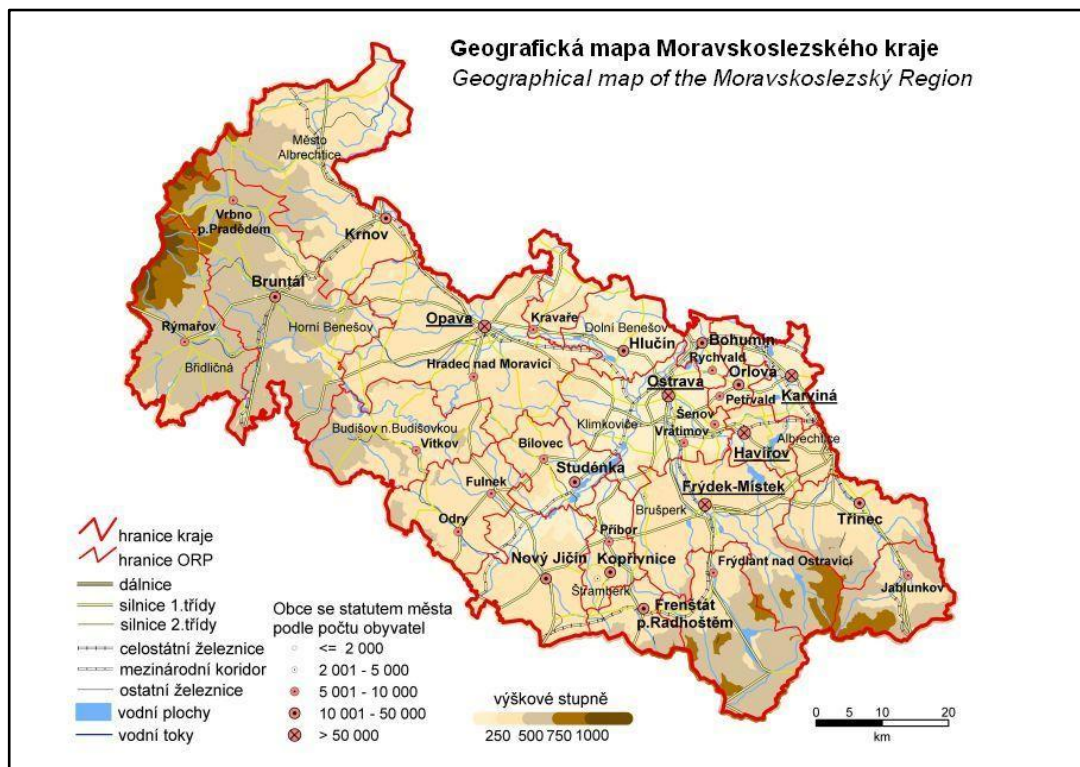 Geografická mapa Moravskoslezského kraje
Geographical map of the Moravskoslezský Region
Město
Albrechtice
Vrbno
p.Pradědem
Krnov
Bruntál
Rýmařov
Břidličná
Horní Benešov
Opava
Kravaře
Dolní Benešov
Hlučín
Bohumín
Rychvald
Orlová
Ostrava
Petřvald
Karviná
Hradec nad Moravicí
Šenov
Klimkovice
Vratimov
Albrechtice
Budišov n.Budišovkou
Vítkov
Bílovec
Havířov
Studénka
Fulnek
Frýdek-Místek
Brušperk
Třinec
Odry
Příbor
Nový Jičín
Kopřivnice
Frýdlant nad Ostravicí
Jablunkov
Štramberk
Frenštát
p.Radhoštěm
hranice kraje
hranice ORP
dálnice
silnice 1.třídy
silnice 2.třídy
celostátní železnice
mezinárodní koridor
ostatní železnice
vodní plochy
vodní toky
Obce se statutem města
podle počtu obyvatel
<= 2 000
2 001 - 5 000
5 001 - 10 000
10 001 - 50 000
> 50 000
výškové stupně
250 500 750 1000
0 5 10 20
km